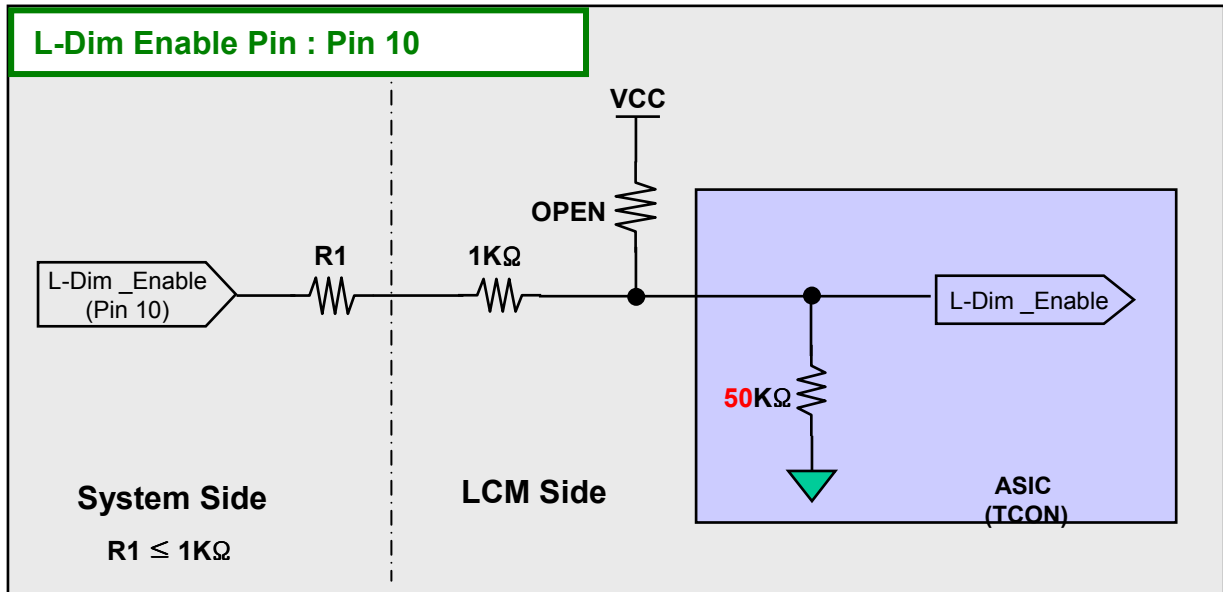 L-Dim Enable Pin : Pin 10
VCC
OPEN
R1
1KΩ
L-Dim _Enable
(Pin 10)
L-Dim _Enable
50KΩ
System Side
R1 ≤ 1KΩ
LCM Side
ASIC
(TCON)